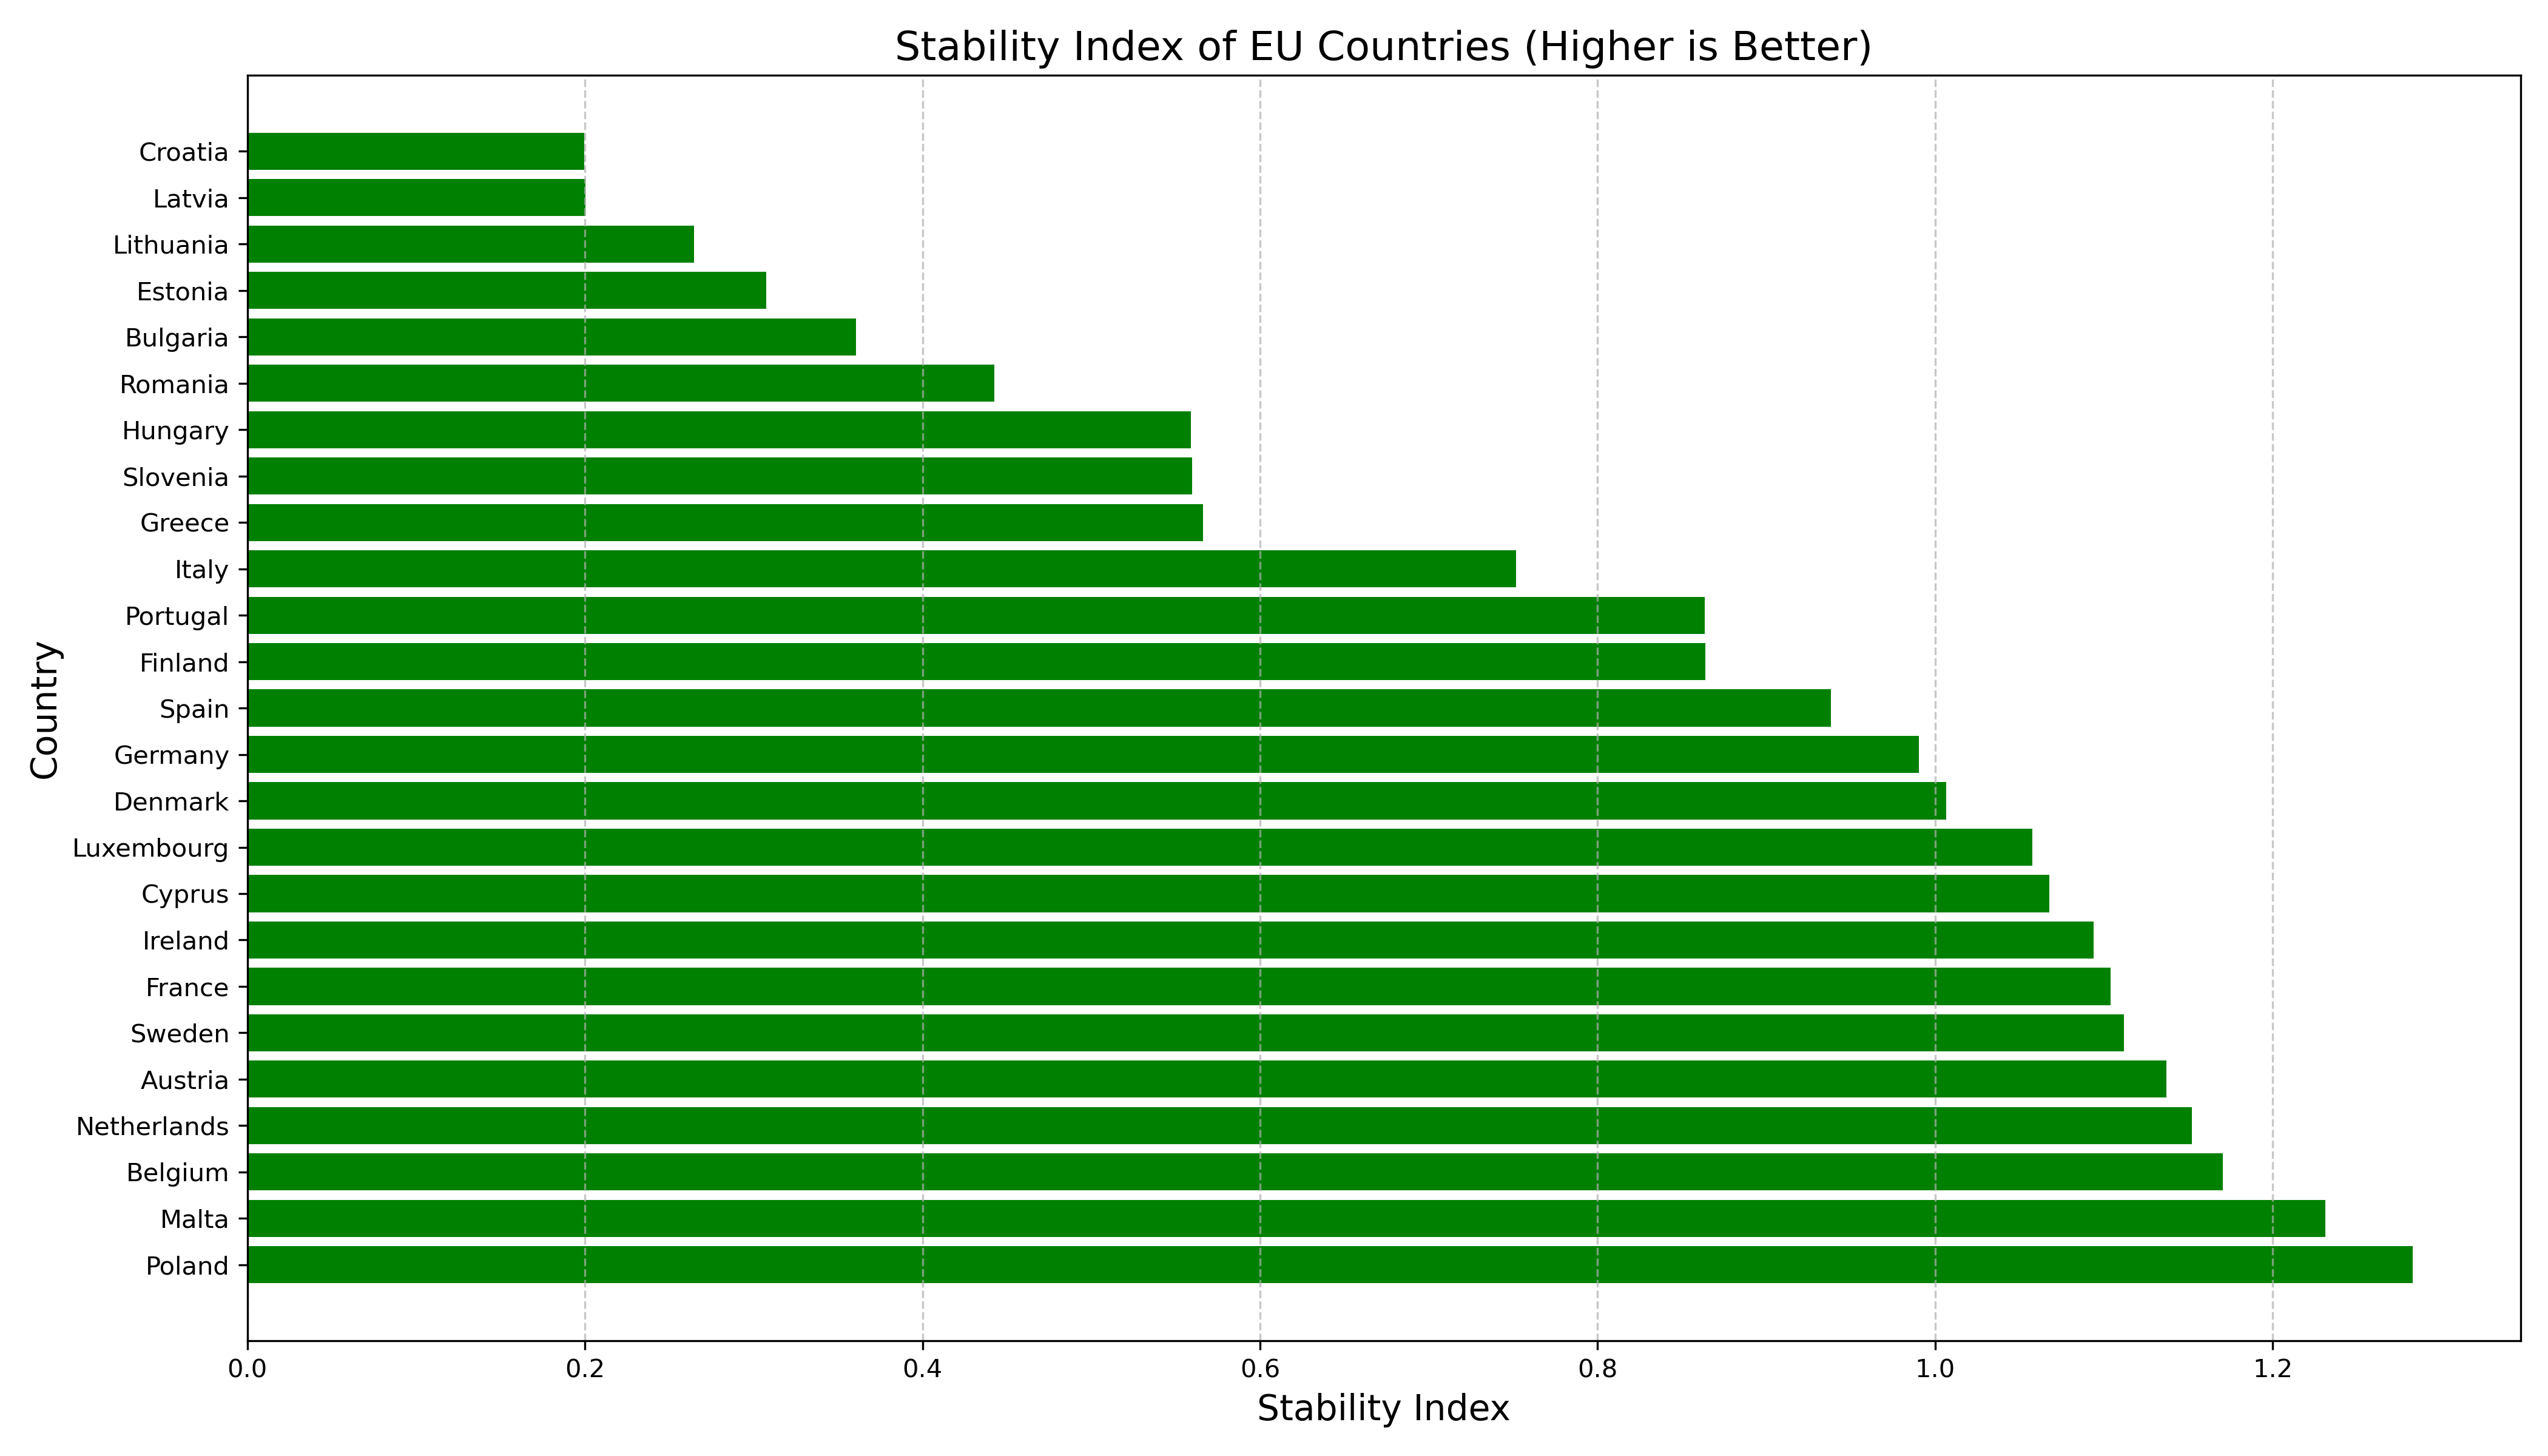 Stability Index of EU Countries (Higher is Better)
Croatia
Latvia
Lithuania
Estonia
Bulgaria
Romania
Hungary
Slovenia
Greece
Italy
Portugal
Finland
Spain
Germany
Denmark
Luxembourg
Cyprus
Ireland
France
Sweden
Austria
Netherlands
Belgium
Malta
Poland
Country
0.0 0.2 0.4 0.6 0.8 1.0 1.2
Stability Index